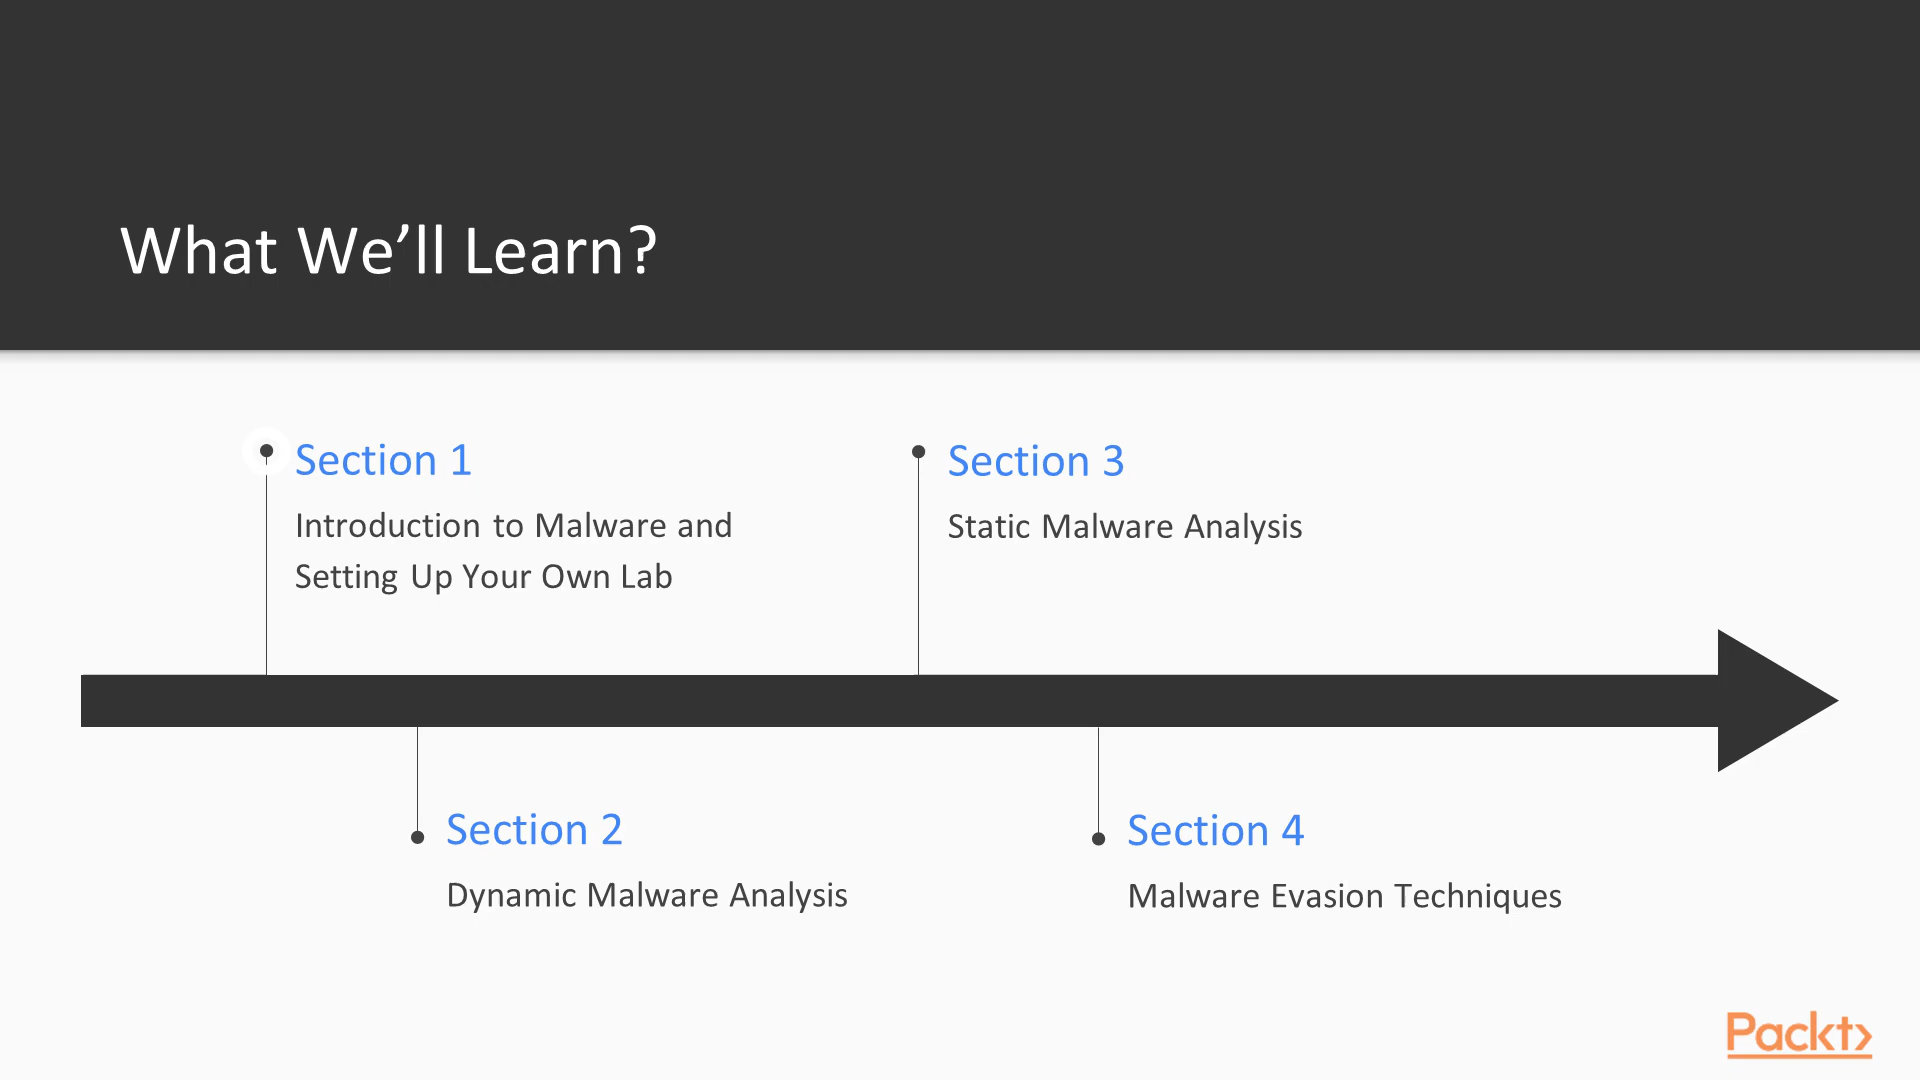 What We’ll Learn?
Section 1
Introduction to Malware and
Setting Up Your Own Lab
Section 3
Static Malware Analysis
Section 2
Dynamic Malware Analysis
Section 4
Malware Evasion Techniques
Packt>